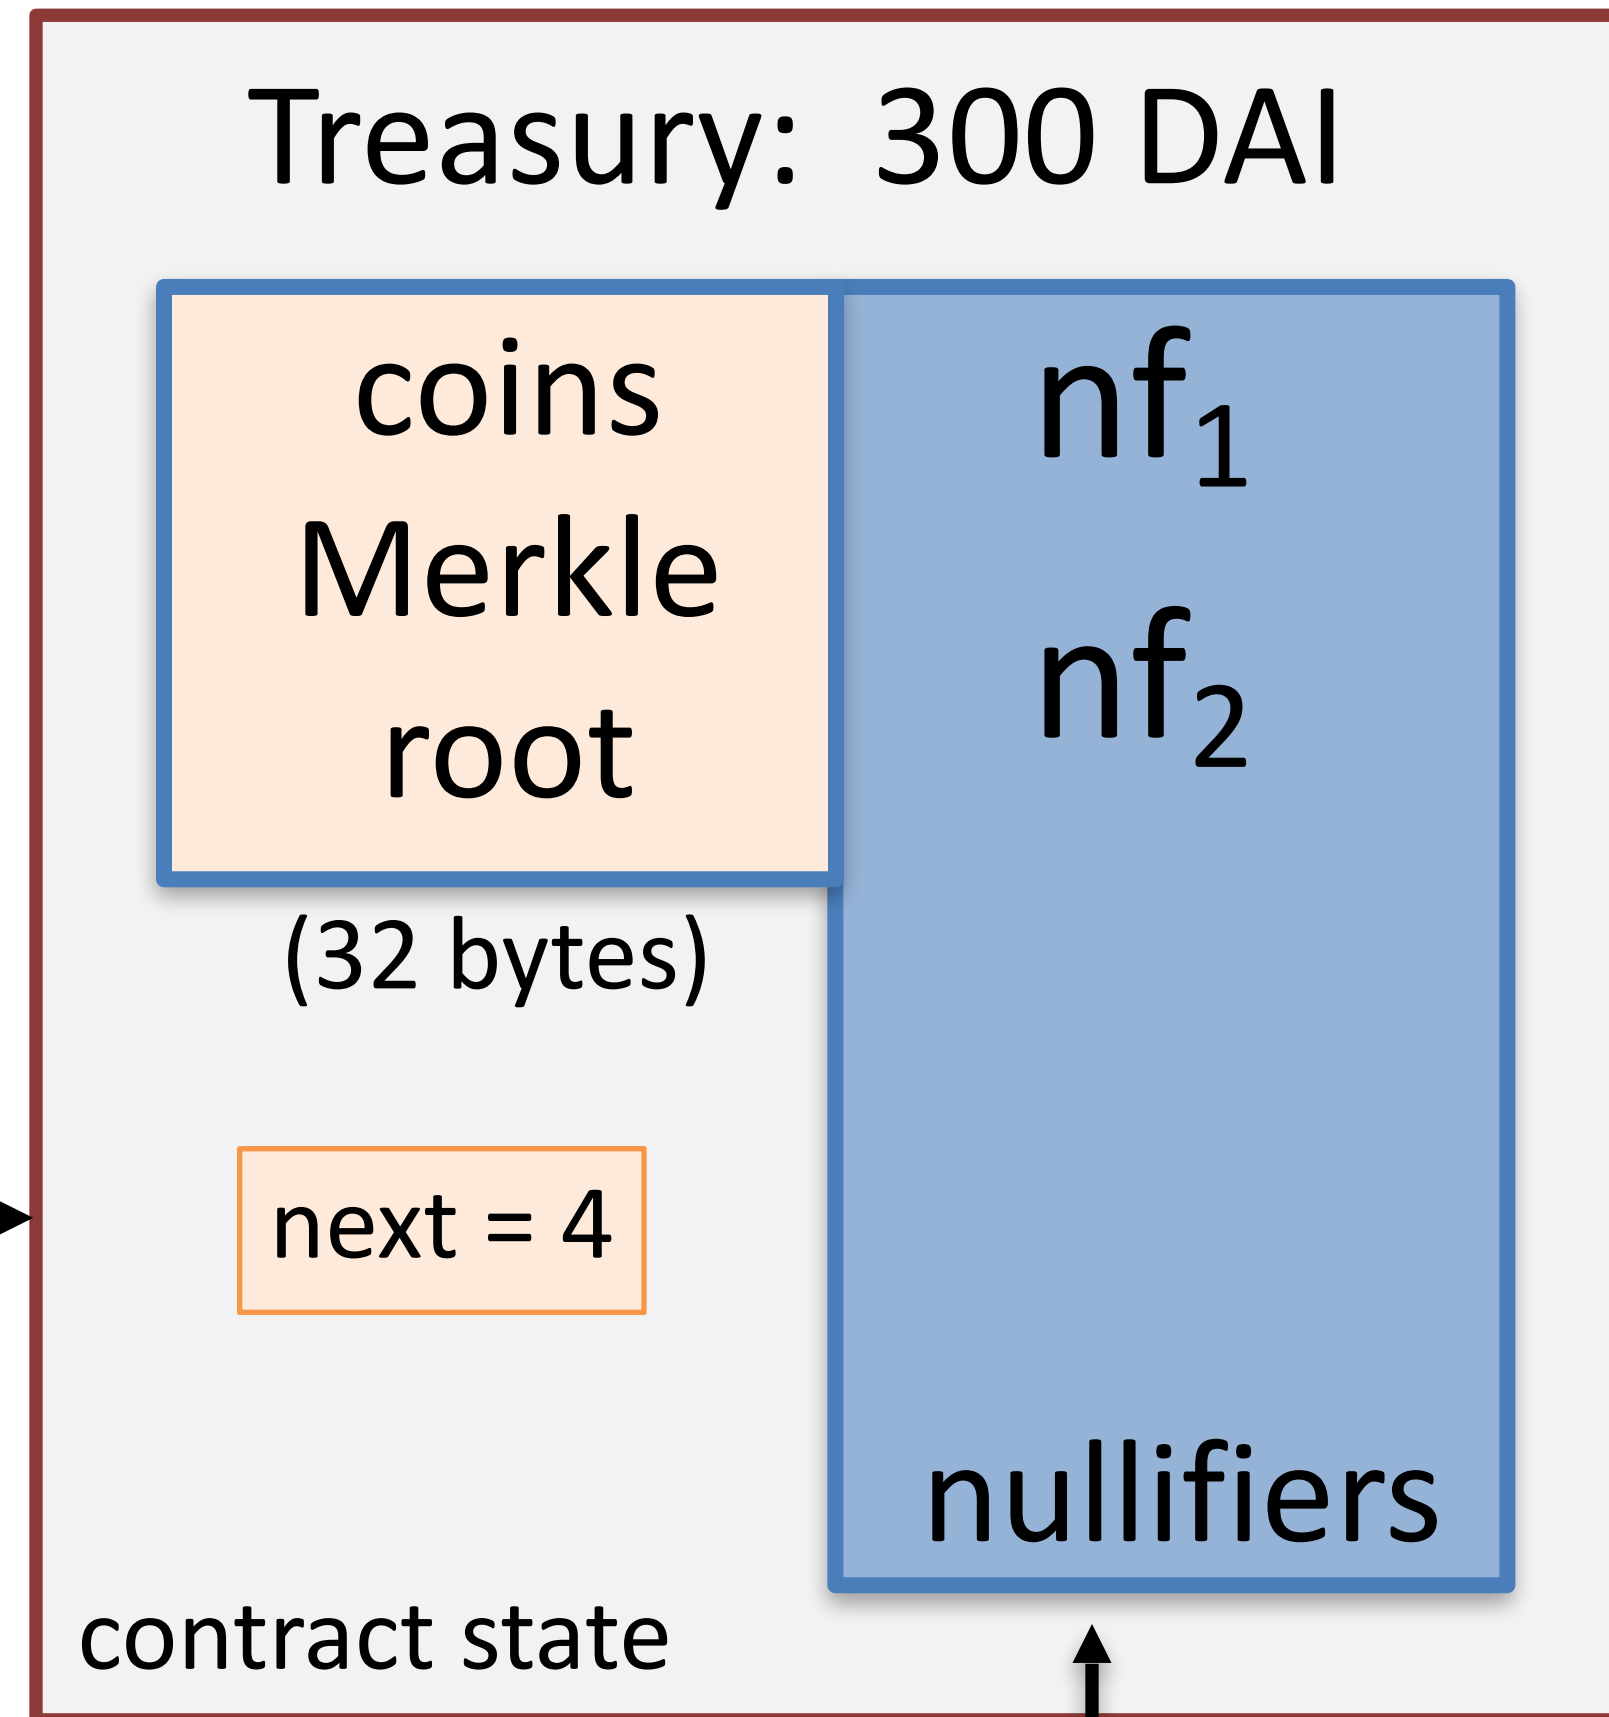 Treasury: 300 DAI
coins
Merkle
root
(32 bytes)
next = 4
nf₁
nf₂
nullifiers
contract state